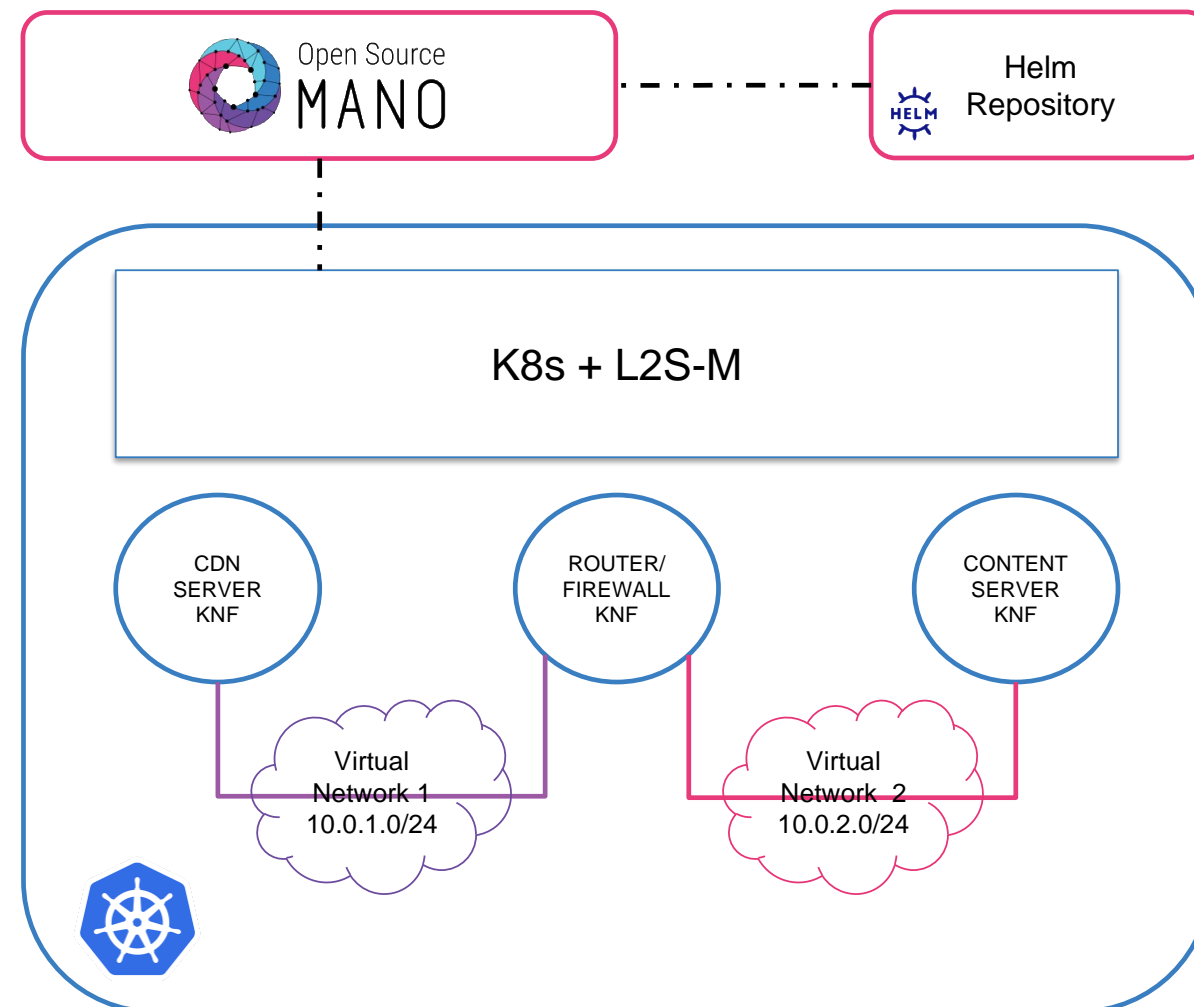 Open Source
MANO
HELM
Helm
Repository
K8s + L2S-M
CDN
SERVER
KNF
ROUTER/
FIREWALL
KNF
CONTENT
SERVER
KNF
Virtual
Network 1
10.0.1.0/24
Virtual
Network 2
10.0.2.0/24